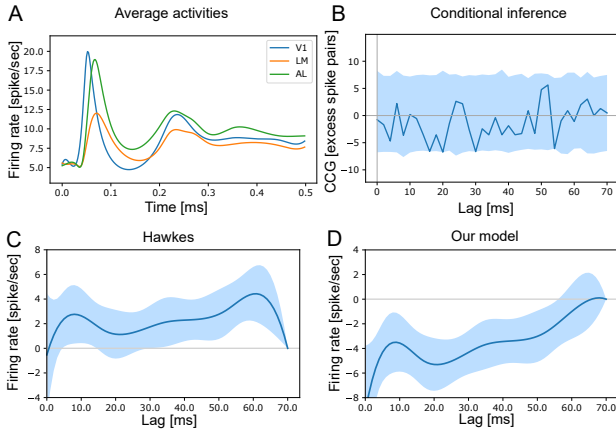 A
Average activities
Firing rate [spike/sec]
20.0
17.5
15.0
12.5
10.0
7.5
5.0
V1
LM
AL
0.0 0.1 0.2 0.3 0.4 0.5
Time [ms]
B
Conditional inference
CCG [excess spike pairs]
10
5
0
−5
−10
0 10 20 30 40 50 60 70
Lag [ms]
C
Hawkes
Firing rate [spike/sec]
8
6
4
2
0
−2
−4
0.0 10.0 20.0 30.0 40.0 50.0 60.0 70.0
Lag [ms]
D
Our model
Firing rate [spike/sec]
4
2
0
−2
−4
−6
−8
0.0 10.0 20.0 30.0 40.0 50.0 60.0 70.0
Lag [ms]